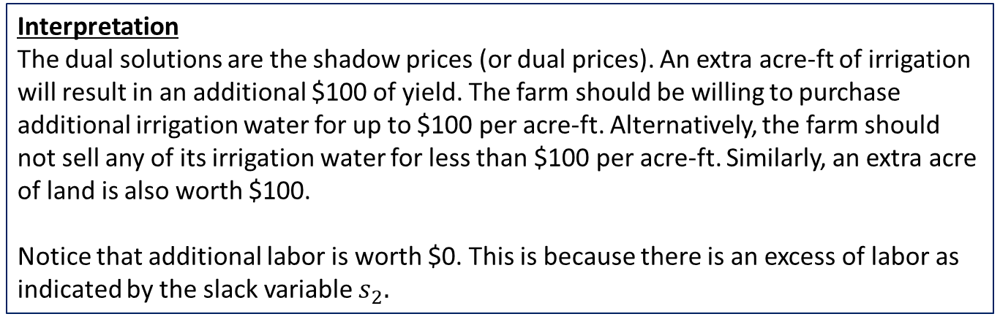 Interpretation
The dual solutions are the shadow prices (or dual prices). An extra acre-ft of irrigation
will result in an additional $100 of yield. The farm should be willing to purchase
additional irrigation water for up to $100 per acre-ft. Alternatively, the farm should
not sell any of its irrigation water for less than $100 per acre-ft. Similarly, an extra acre
of land is also worth $100.
Notice that additional labor is worth $0. This is because there is an excess of labor as
indicated by the slack variable s₂.